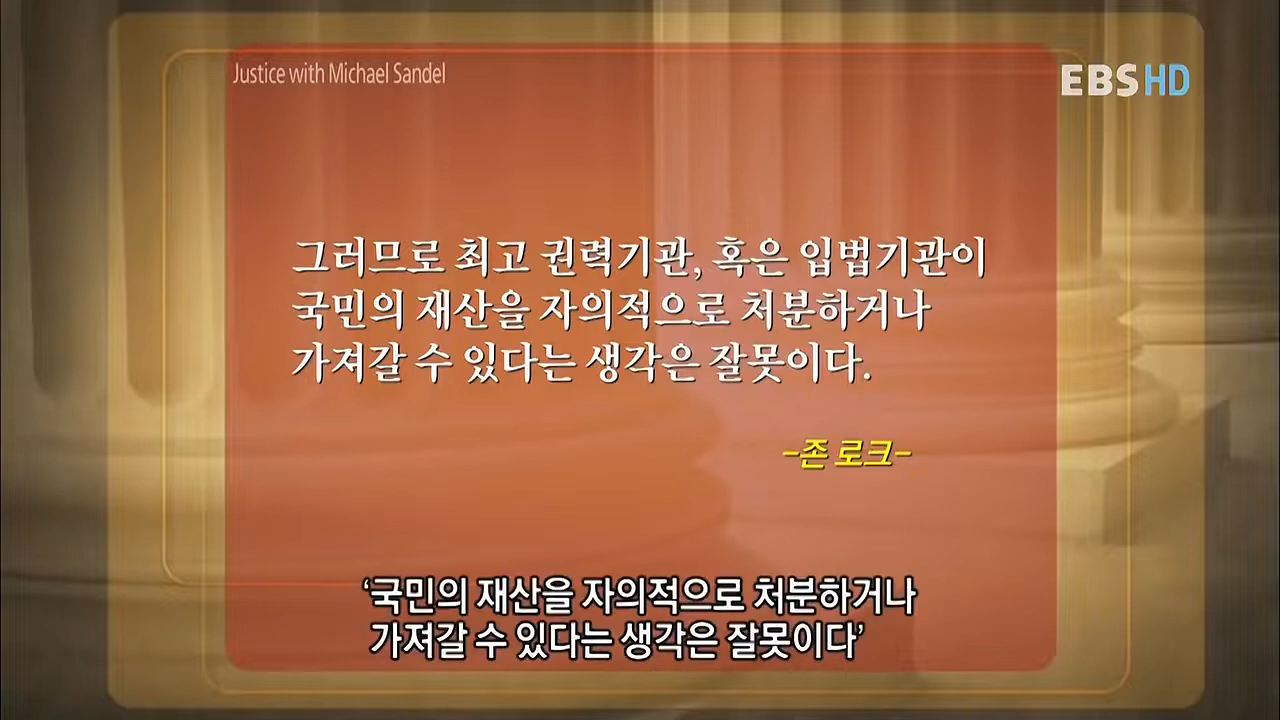 Justice with Michael Sandel
EBS HD
그러므로 최고 권력기관, 혹은 입법기관이
국민의 재산을 자의적으로 처분하거나
가져갈 수 있다는 생각은 잘못이다.
-존 로크-
‘국민의 재산을 자의적으로 처분하거나
가져갈 수 있다는 생각은 잘못이다’